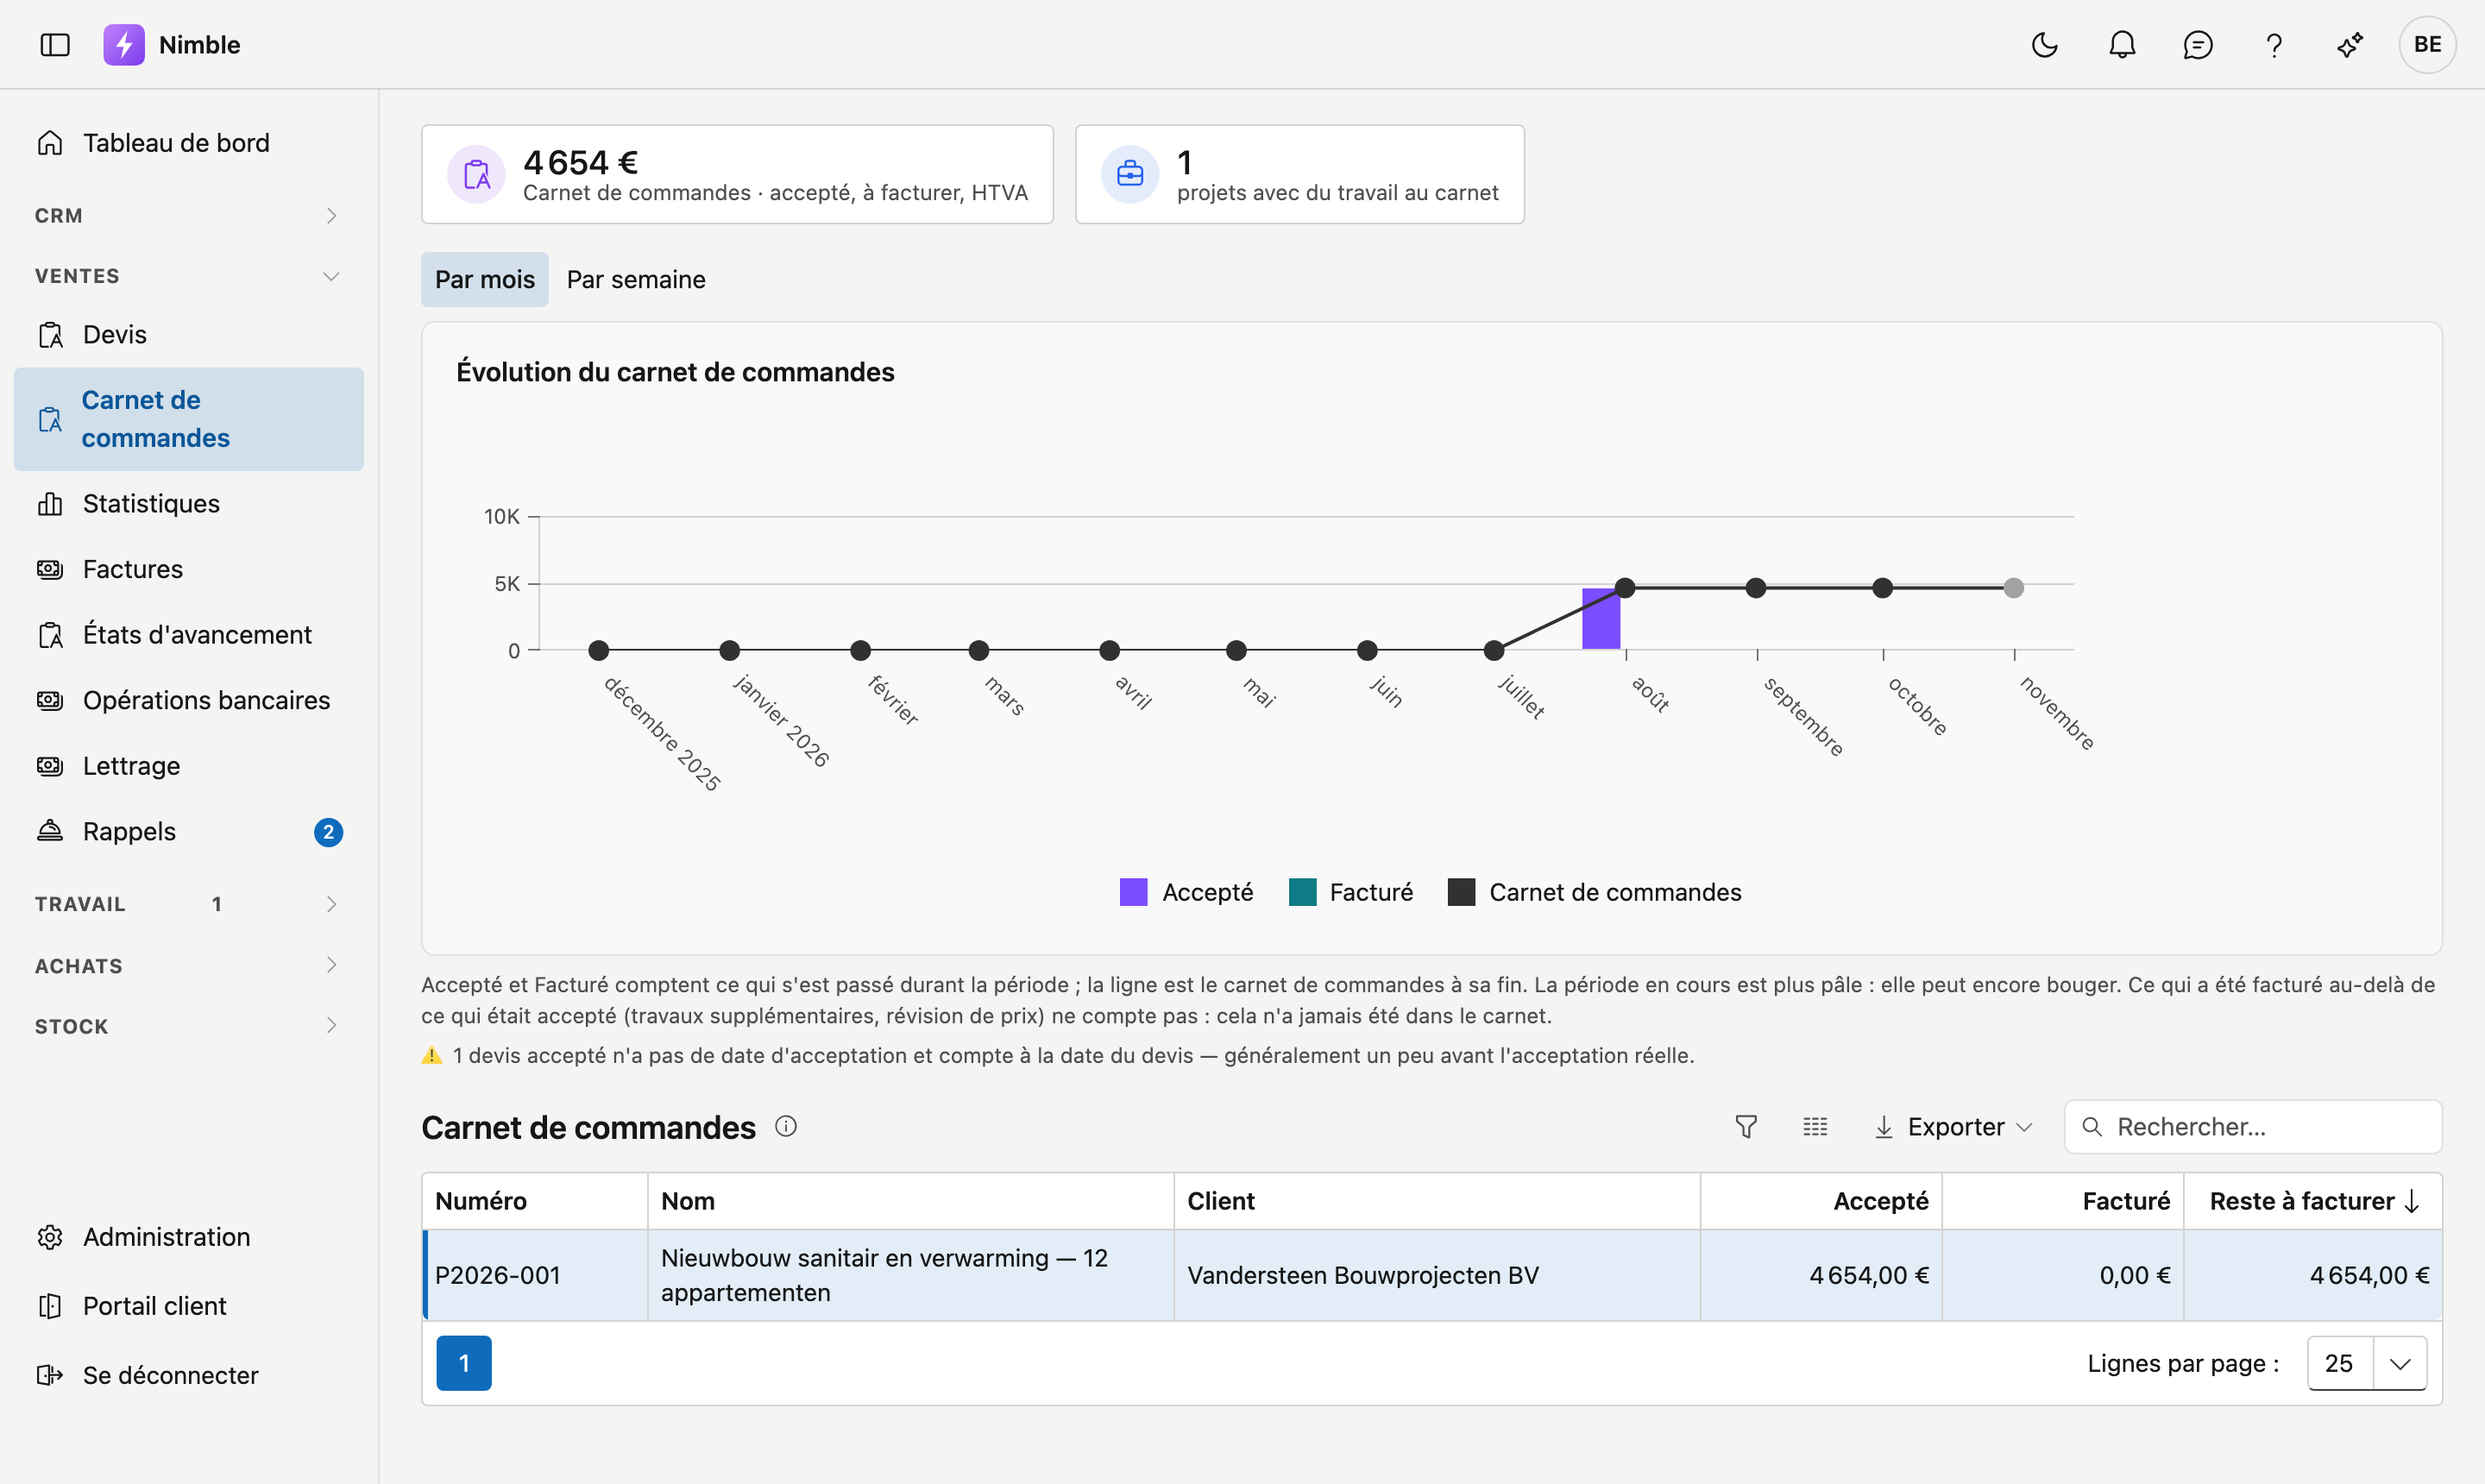 Nimble
BE
Tableau de bord
CRM
VENTES
Devis
Carnet de
commandes
Statistiques
Factures
États d'avancement
Opérations bancaires
Lettrage
Rappels 2
TRAVAIL 1
ACHATS
STOCK
Administration
Portail client
Se déconnecter
4 654 €
Carnet de commandes · accepté, à facturer, HTVA
1
projets avec du travail au carnet
Par mois Par semaine
Évolution du carnet de commandes
10K
5K
0
décembre 2025
janvier 2026
février
mars
avril
mai
juin
juillet
août
septembre
octobre
novembre
Accepté Facturé Carnet de commandes
Accepté et Facturé comptent ce qui s'est passé durant la période ; la ligne est le carnet de commandes à sa fin. La période en cours est plus pâle : elle peut encore bouger. Ce qui a été facturé au-delà de
ce qui était accepté (travaux supplémentaires, révision de prix) ne compte pas : cela n'a jamais été dans le carnet.
1 devis accepté n'a pas de date d'acceptation et compte à la date du devis — généralement un peu avant l'acceptation réelle.
Carnet de commandes
Exporter
Rechercher...
Numéro Nom Client Accepté Facturé Reste à facturer
P2026-001 Nieuwbouw sanitair en verwarming — 12 appartementen Vandersteen Bouwprojecten BV 4 654,00 € 0,00 € 4 654,00 €
1
Lignes par page : 25